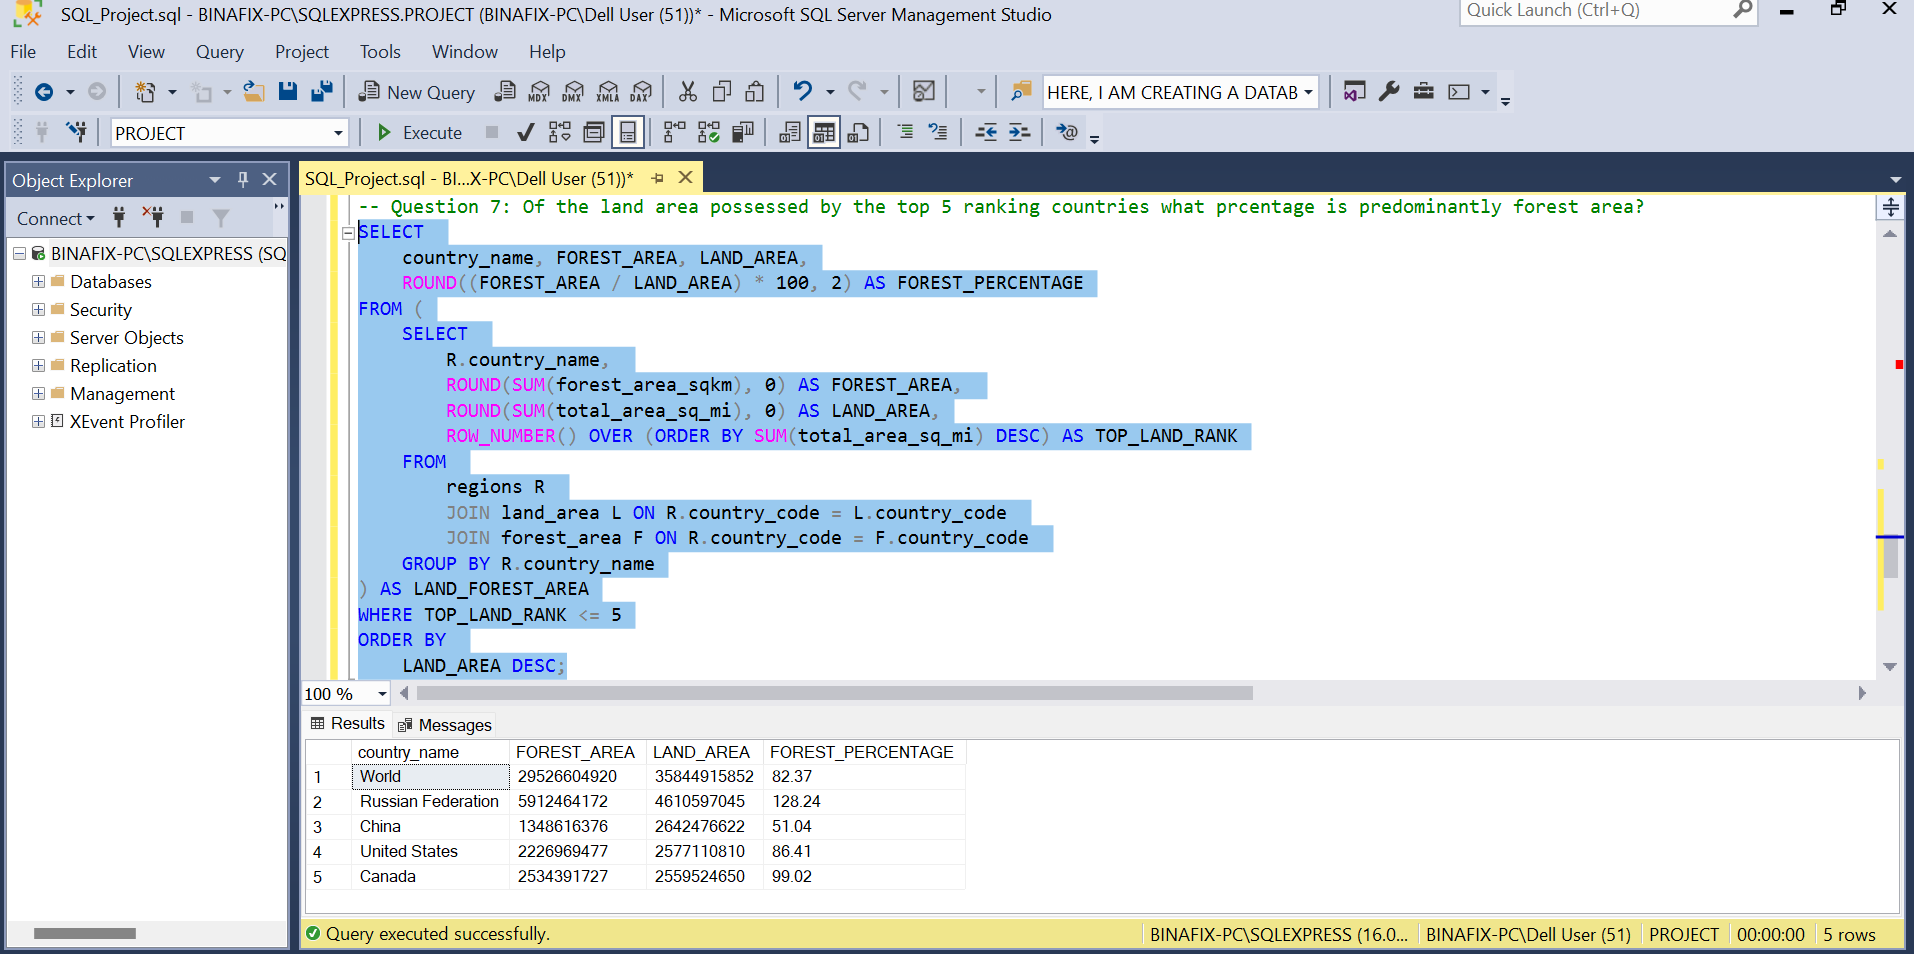 SQL_Project.sql - BINAFIX-PC\SQLEXPRESS.PROJECT (BINAFIX-PC\Dell User (51))* - Microsoft SQL Server Management Studio
Quick Launch (Ctrl+Q)
File Edit View Query Project Tools Window Help
New Query MDX DMX XMLA DAX HERE, I AM CREATING A DATAB
PROJECT Execute
Object Explorer
Connect
BINAFIX-PC\SQLEXPRESS (SQ
Databases
Security
Server Objects
Replication
Management
XEvent Profiler
SQL_Project.sql - BI...X-PC\Dell User (51))*
-- Question 7: Of the land area possessed by the top 5 ranking countries what prcentage is predominantly forest area?
SELECT
country_name, FOREST_AREA, LAND_AREA,
ROUND((FOREST_AREA / LAND_AREA) * 100, 2) AS FOREST_PERCENTAGE
FROM (
SELECT
R.country_name,
ROUND(SUM(forest_area_sqkm), 0) AS FOREST_AREA,
ROUND(SUM(total_area_sq_mi), 0) AS LAND_AREA,
ROW_NUMBER() OVER (ORDER BY SUM(total_area_sq_mi) DESC) AS TOP_LAND_RANK
FROM
regions R
JOIN land_area L ON R.country_code = L.country_code
JOIN forest_area F ON R.country_code = F.country_code
GROUP BY R.country_name
) AS LAND_FOREST_AREA
WHERE TOP_LAND_RANK <= 5
ORDER BY
LAND_AREA DESC;
100 %
Results Messages
country_name FOREST_AREA LAND_AREA FOREST_PERCENTAGE
1 World 29526604920 35844915852 82.37
2 Russian Federation 5912464172 4610597045 128.24
3 China 1348616376 2642476622 51.04
4 United States 2226969477 2577110810 86.41
5 Canada 2534391727 2559524650 99.02
Query executed successfully. BINAFIX-PC\SQLEXPRESS (16.0... BINAFIX-PC\Dell User (51) PROJECT 00:00:00 5 rows